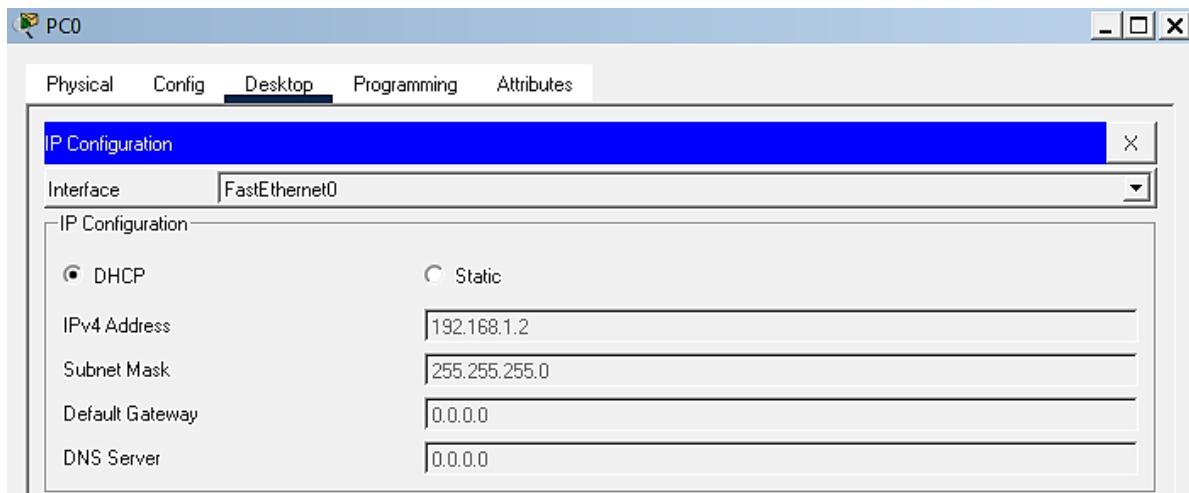 PC0
Physical Config Desktop Programming Attributes
IP Configuration X
Interface FastEthernet0
IP Configuration
DHCP Static
IPv4 Address 192.168.1.2
Subnet Mask 255.255.255.0
Default Gateway 0.0.0.0
DNS Server 0.0.0.0